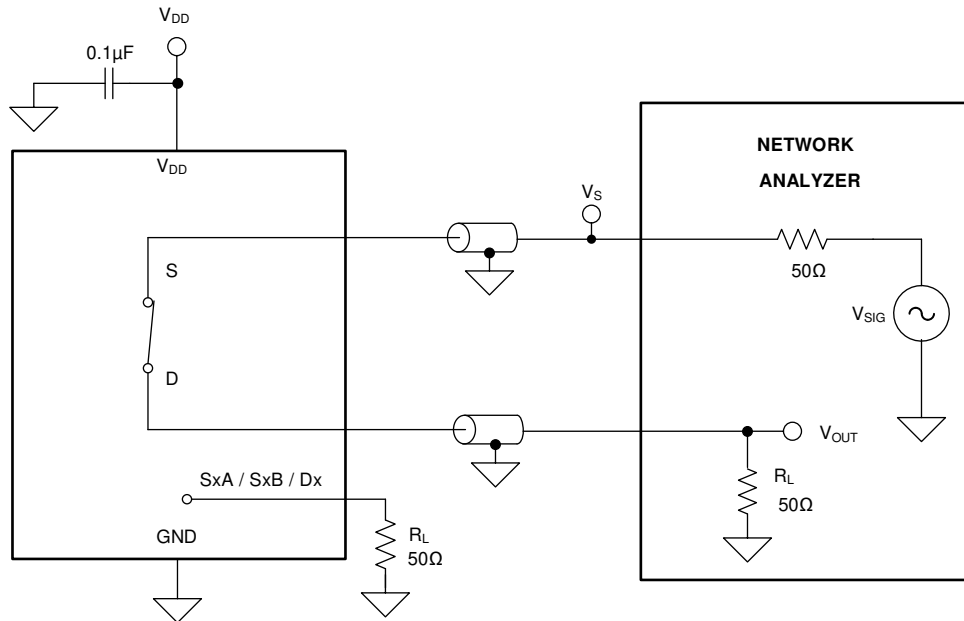 V_DD
0.1µF
V_DD
NETWORK
ANALYZER
V_S
50Ω
S
V_SIG
D
V_OUT
SxA / SxB / Dx
R_L
50Ω
GND
R_L
50Ω